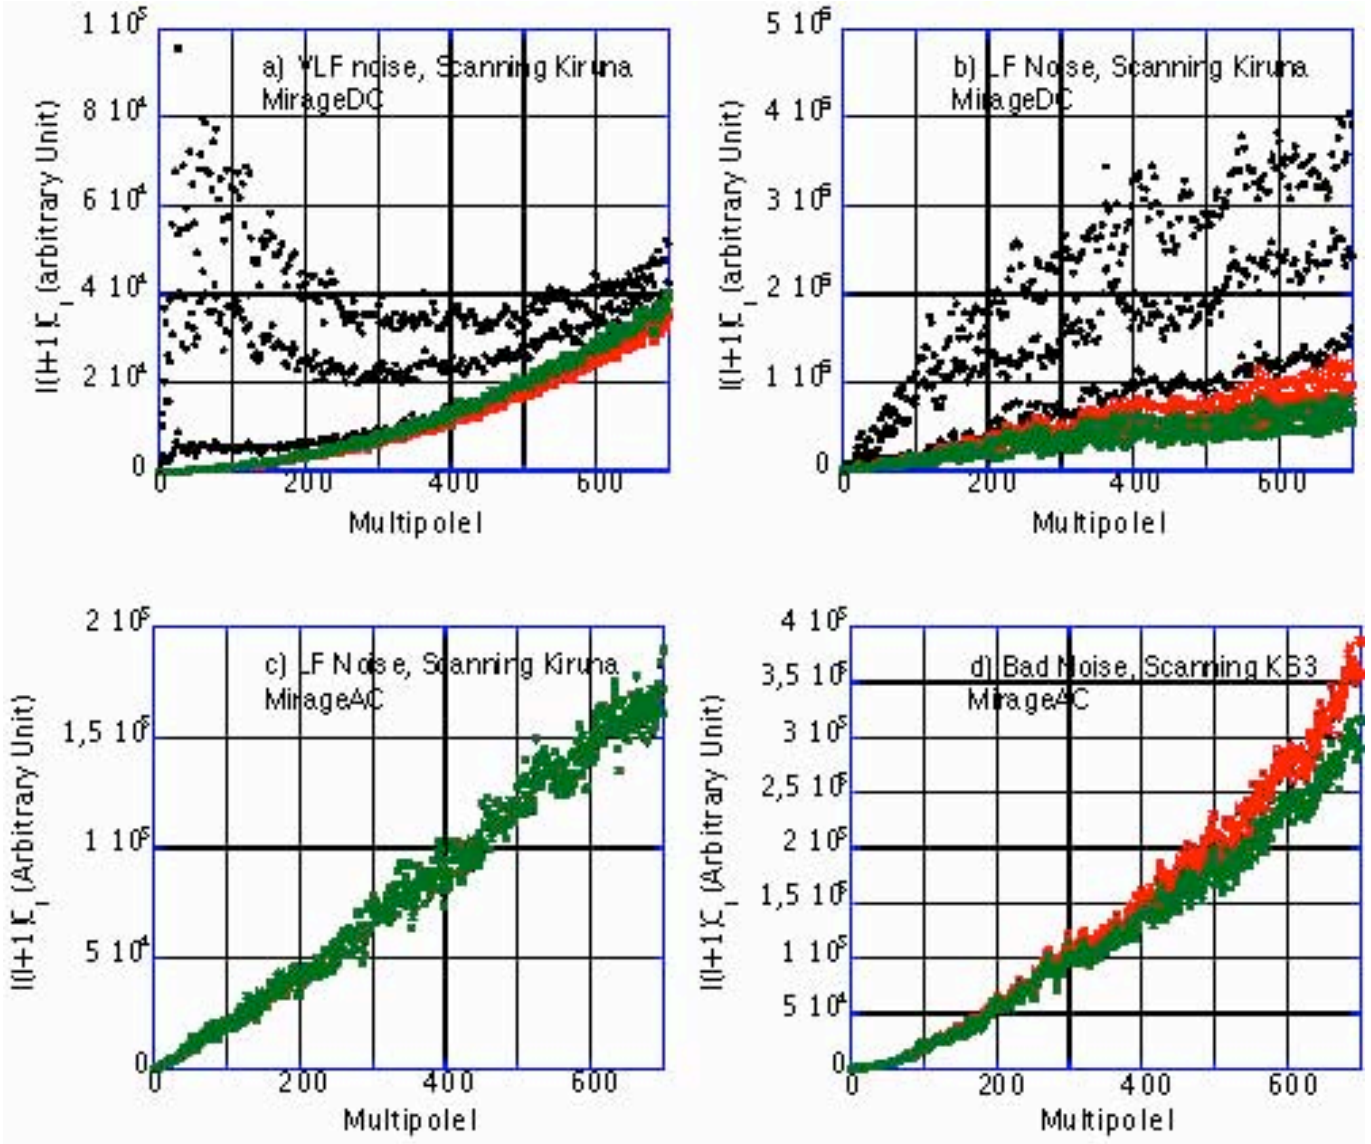 1 10⁵
8 10⁴
6 10⁴
4 10⁴
2 10⁴
0
l(l+1)C_l (arbitrary Unit)
a) VLF noise, Scanning Kiruna
MirageDC
0 200 400 600
Multipole l
5 10⁵
4 10⁵
3 10⁵
2 10⁵
1 10⁵
0
l(l+1)C_l (arbitrary Unit)
b) LF Noise, Scanning Kiruna
MirageDC
0 200 400 600
Multipole l
2 10⁵
1,5 10⁵
1 10⁵
5 10⁴
0
l(l+1)C_l (Arbitrary Unit)
c) LF Noise, Scanning Kiruna
MirageAC
0 200 400 600
Multipole l
4 10⁵
3,5 10⁵
3 10⁵
2,5 10⁵
2 10⁵
1,5 10⁵
1 10⁵
5 10⁴
0
l(l+1)C_l (Arbitrary Unit)
d) Bad Noise, Scanning KS3
MirageAC
0 200 400 600
Multipole l